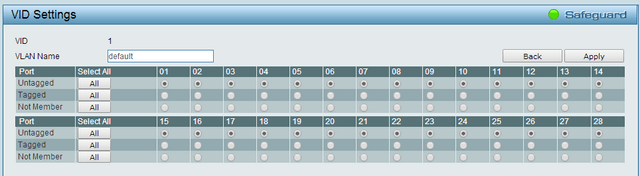 VID Settings
Safeguard
VID 1
VLAN Name default
Back Apply
Port Select All 01 02 03 04 05 06 07 08 09 10 11 12 13 14
Untagged All
Tagged All
Not Member All
Port Select All 15 16 17 18 19 20 21 22 23 24 25 26 27 28
Untagged All
Tagged All
Not Member All